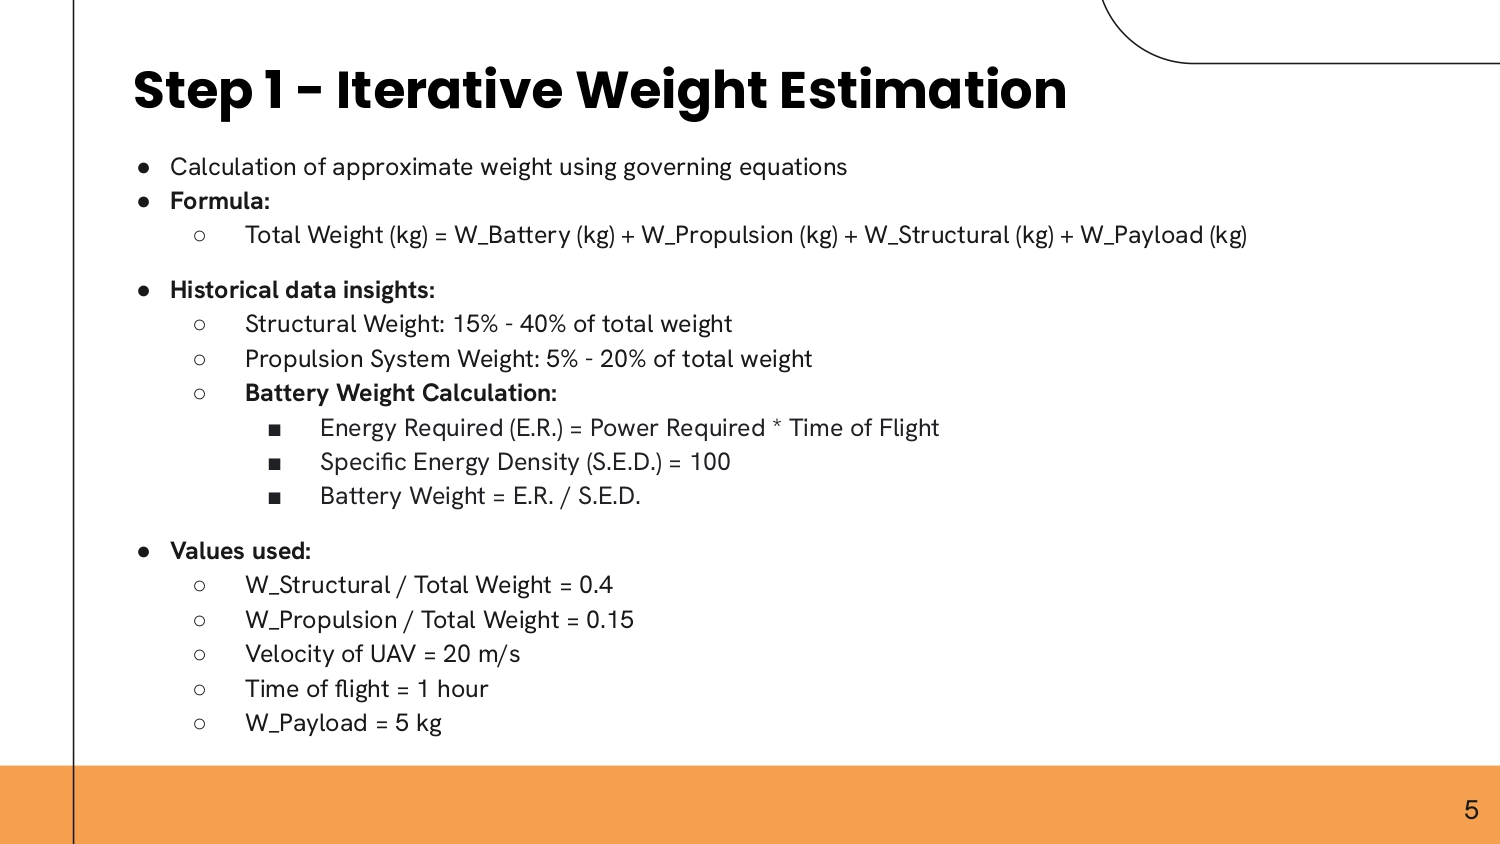 Step 1 - Iterative Weight Estimation
● Calculation of approximate weight using governing equations
● Formula:
○ Total Weight (kg) = W_Battery (kg) + W_Propulsion (kg) + W_Structural (kg) + W_Payload (kg)
● Historical data insights:
○ Structural Weight: 15% - 40% of total weight
○ Propulsion System Weight: 5% - 20% of total weight
○ Battery Weight Calculation:
■ Energy Required (E.R.) = Power Required * Time of Flight
■ Specific Energy Density (S.E.D.) = 100
■ Battery Weight = E.R. / S.E.D.
● Values used:
○ W_Structural / Total Weight = 0.4
○ W_Propulsion / Total Weight = 0.15
○ Velocity of UAV = 20 m/s
○ Time of flight = 1 hour
○ W_Payload = 5 kg
5